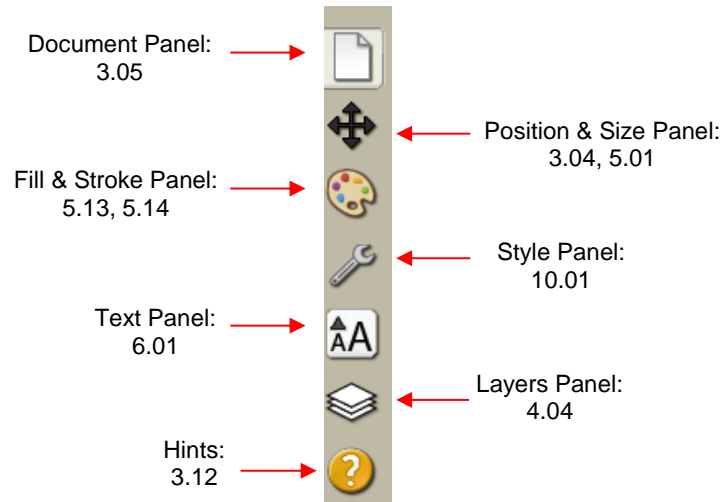 Document Panel:
3.05
Position & Size Panel:
3.04, 5.01
Fill & Stroke Panel:
5.13, 5.14
Style Panel:
10.01
Text Panel:
6.01
AA
Layers Panel:
4.04
Hints:
3.12
?